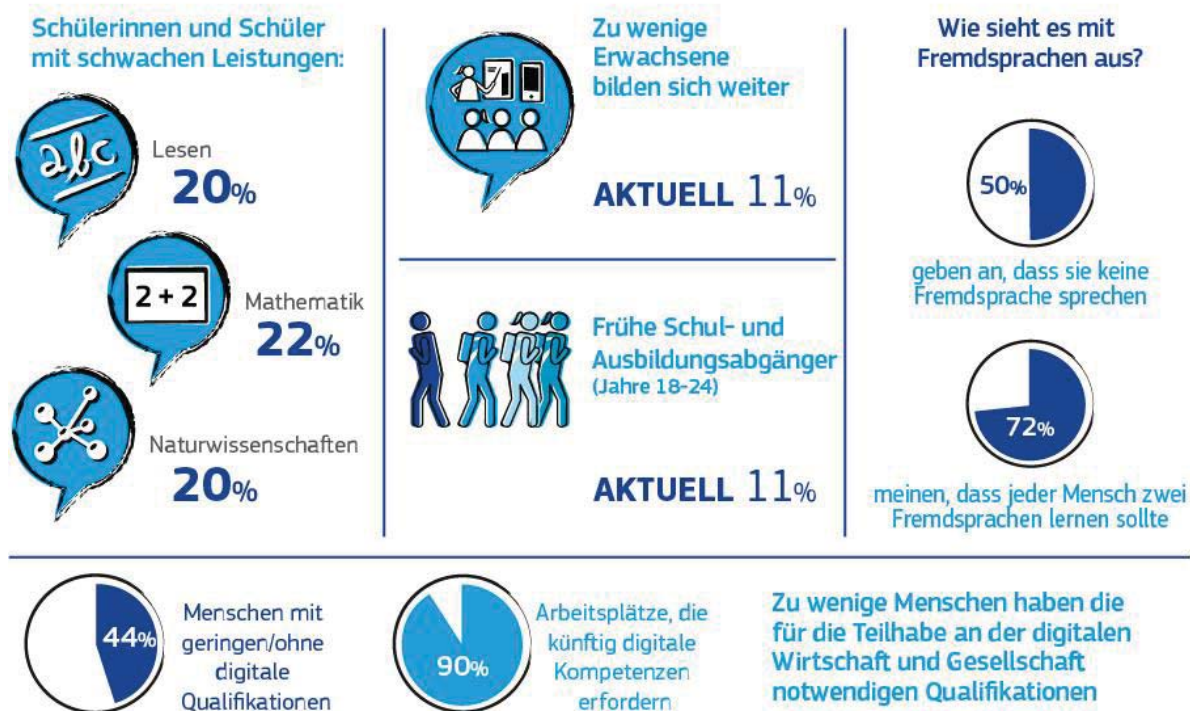 Schülerinnen und Schüler
mit schwachen Leistungen:
abc
Lesen
20%
2 + 2
Mathematik
22%
Naturwissenschaften
20%
Zu wenige
Erwachsene
bilden sich weiter
AKTUELL 11%
Frühe Schul- und
Ausbildungsabgänger
(Jahre 18-24)
AKTUELL 11%
Wie sieht es mit
Fremdsprachen aus?
50%
geben an, dass sie keine
Fremdsprache sprechen
72%
meinen, dass jeder Mensch zwei
Fremdsprachen lernen sollte
44%
Menschen mit
geringen/ohne
digitale
Qualifikationen
90%
Arbeitsplätze, die
künftig digitale
Kompetenzen
erfordern
Zu wenige Menschen haben die
für die Teilhabe an der digitalen
Wirtschaft und Gesellschaft
notwendigen Qualifikationen